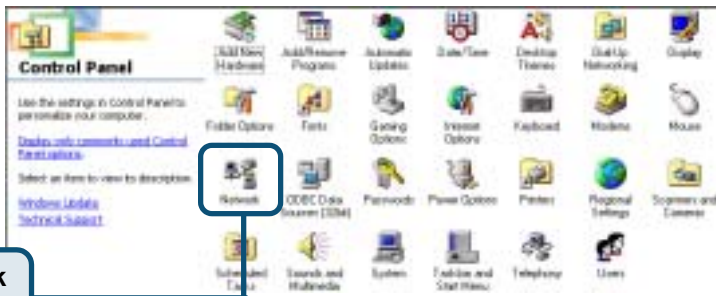 Control Panel
Use the settings in Control Panel to
personalize your computer.
Display only commonly used Control
Panel options.
Select an item to view its description.
Windows Update
Technical Support
Add New
Hardware
Add/Remove
Programs
Automatic
Updates
Date/Time
Desktop
Themes
Dial-Up
Networking
Display
Folder Options
Fonts
Gaming
Options
Internet
Options
Keyboard
Modems
Mouse
Network
ODBC Data
Sources (32bit)
Passwords
Power Options
Printers
Regional
Settings
Scanners and
Cameras
Scheduled
Tasks
Sounds and
Multimedia
System
Taskbar and
Start Menu
Telephony
Users
k